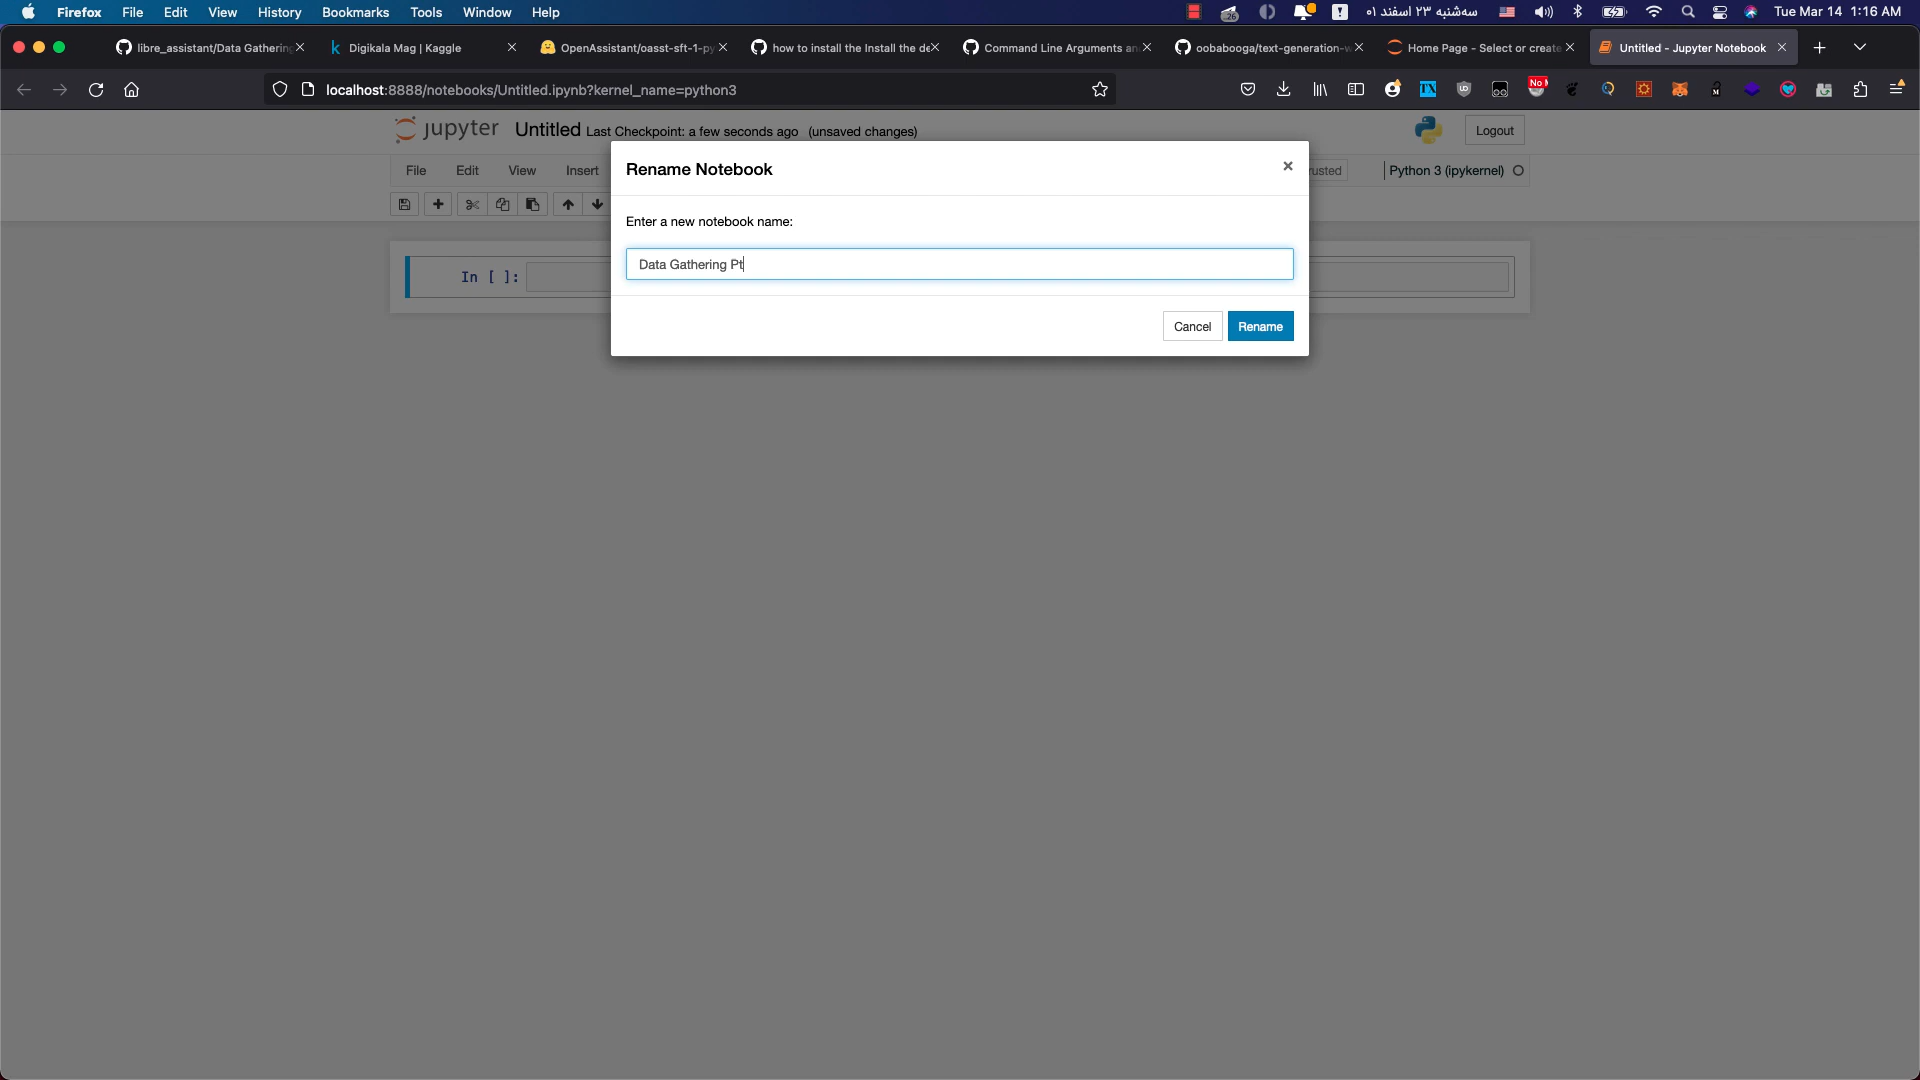 Firefox File Edit View History Bookmarks Tools Window Help
.26 سه‌شنبه ۲۳ اسفند ۰۱ Tue Mar 14 1:16 AM
libre_assistant/Data Gathering
Digikala Mag | Kaggle
OpenAssistant/oasst-sft-1-py
how to install the Install the de
Command Line Arguments an
oobabooga/text-generation-w
Home Page - Select or create
Untitled - Jupyter Notebook
localhost:8888/notebooks/Untitled.ipynb?kernel_name=python3
jupyter Untitled Last Checkpoint: a few seconds ago (unsaved changes)
Logout
File Edit View Insert
rusted Python 3 (ipykernel)
Rename Notebook
Enter a new notebook name:
Data Gathering Pt
In [ ]:
Cancel Rename